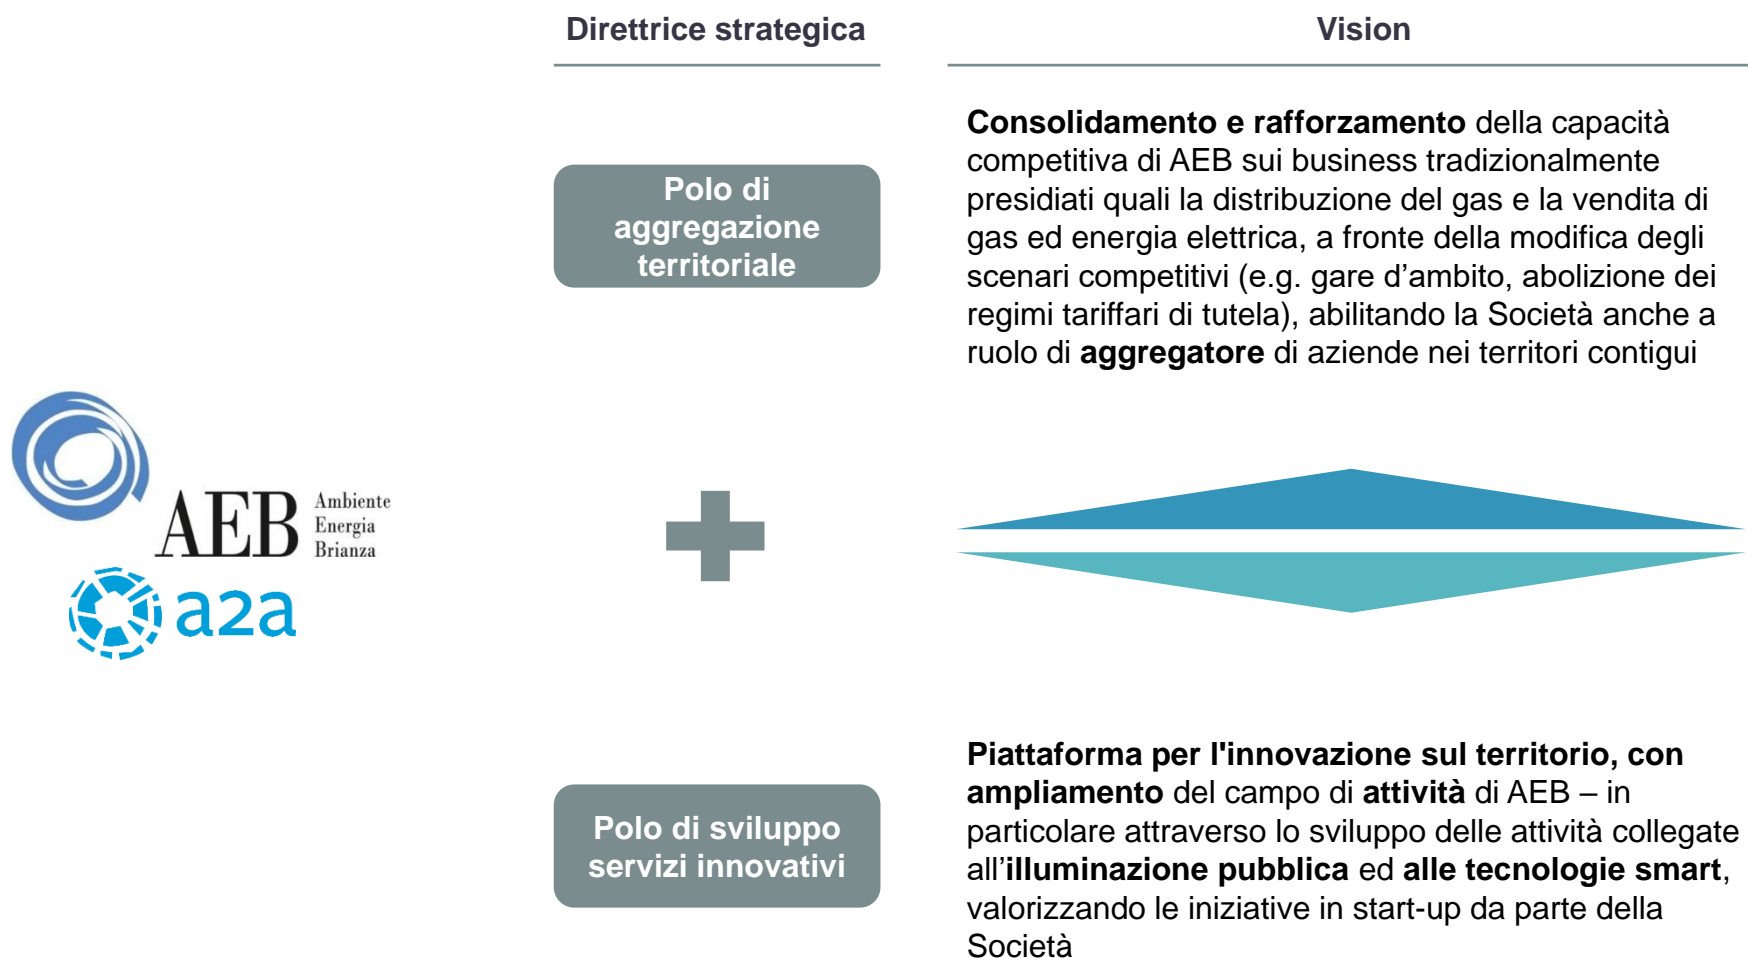 Direttrice strategica
Vision
Polo di
aggregazione
territoriale
Consolidamento e rafforzamento della capacità
competitiva di AEB sui business tradizionalmente
presidiati quali la distribuzione del gas e la vendita di
gas ed energia elettrica, a fronte della modifica degli
scenari competitivi (e.g. gare d’ambito, abolizione dei
regimi tariffari di tutela), abilitando la Società anche a
ruolo di aggregatore di aziende nei territori contigui
AEB
Ambiente
Energia
Brianza
a2a
Polo di sviluppo
servizi innovativi
Piattaforma per l'innovazione sul territorio, con
ampliamento del campo di attività di AEB – in
particolare attraverso lo sviluppo delle attività collegate
all’illuminazione pubblica ed alle tecnologie smart,
valorizzando le iniziative in start-up da parte della
Società